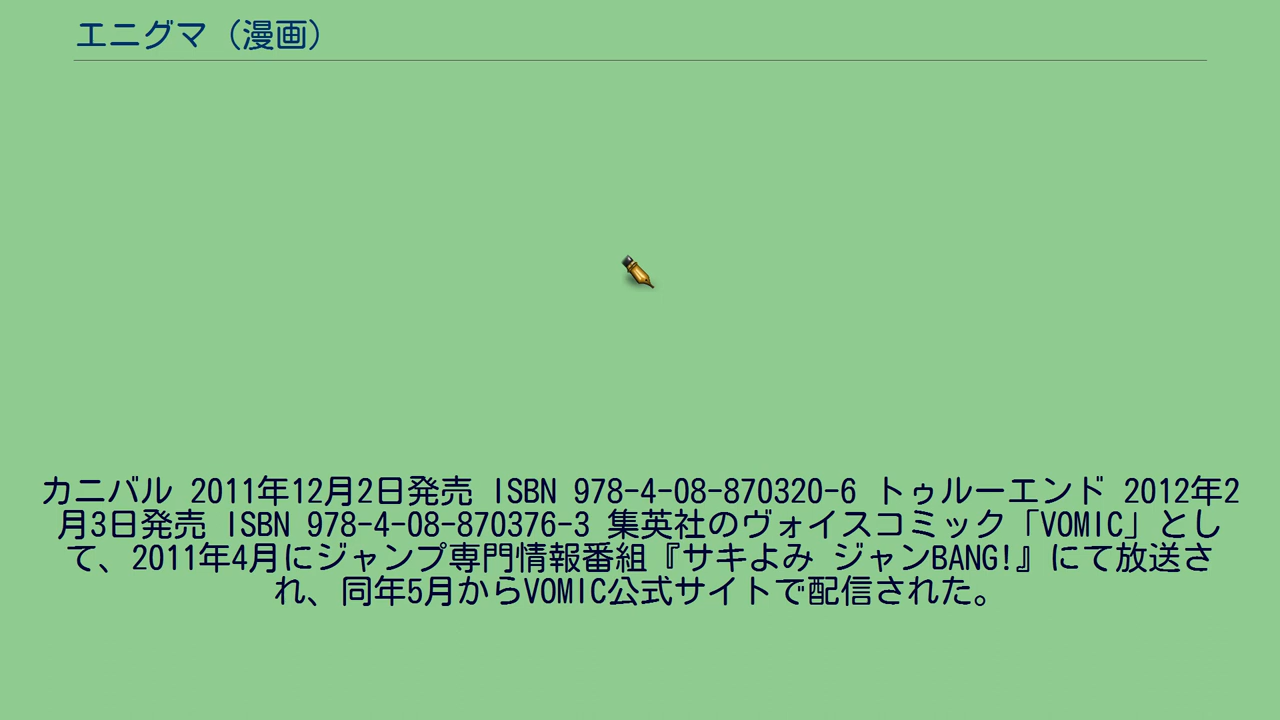 エニグマ（漫画）
カニバル 2011年12月2日発売 ISBN 978-4-08-870320-6 トゥルーエンド 2012年2
月3日発売 ISBN 978-4-08-870376-3 集英社のヴォイスコミック「VOMIC」とし
て、2011年4月にジャンプ専門情報番組『サキよみ ジャンBANG!』にて放送さ
れ、同年5月からVOMIC公式サイトで配信された。